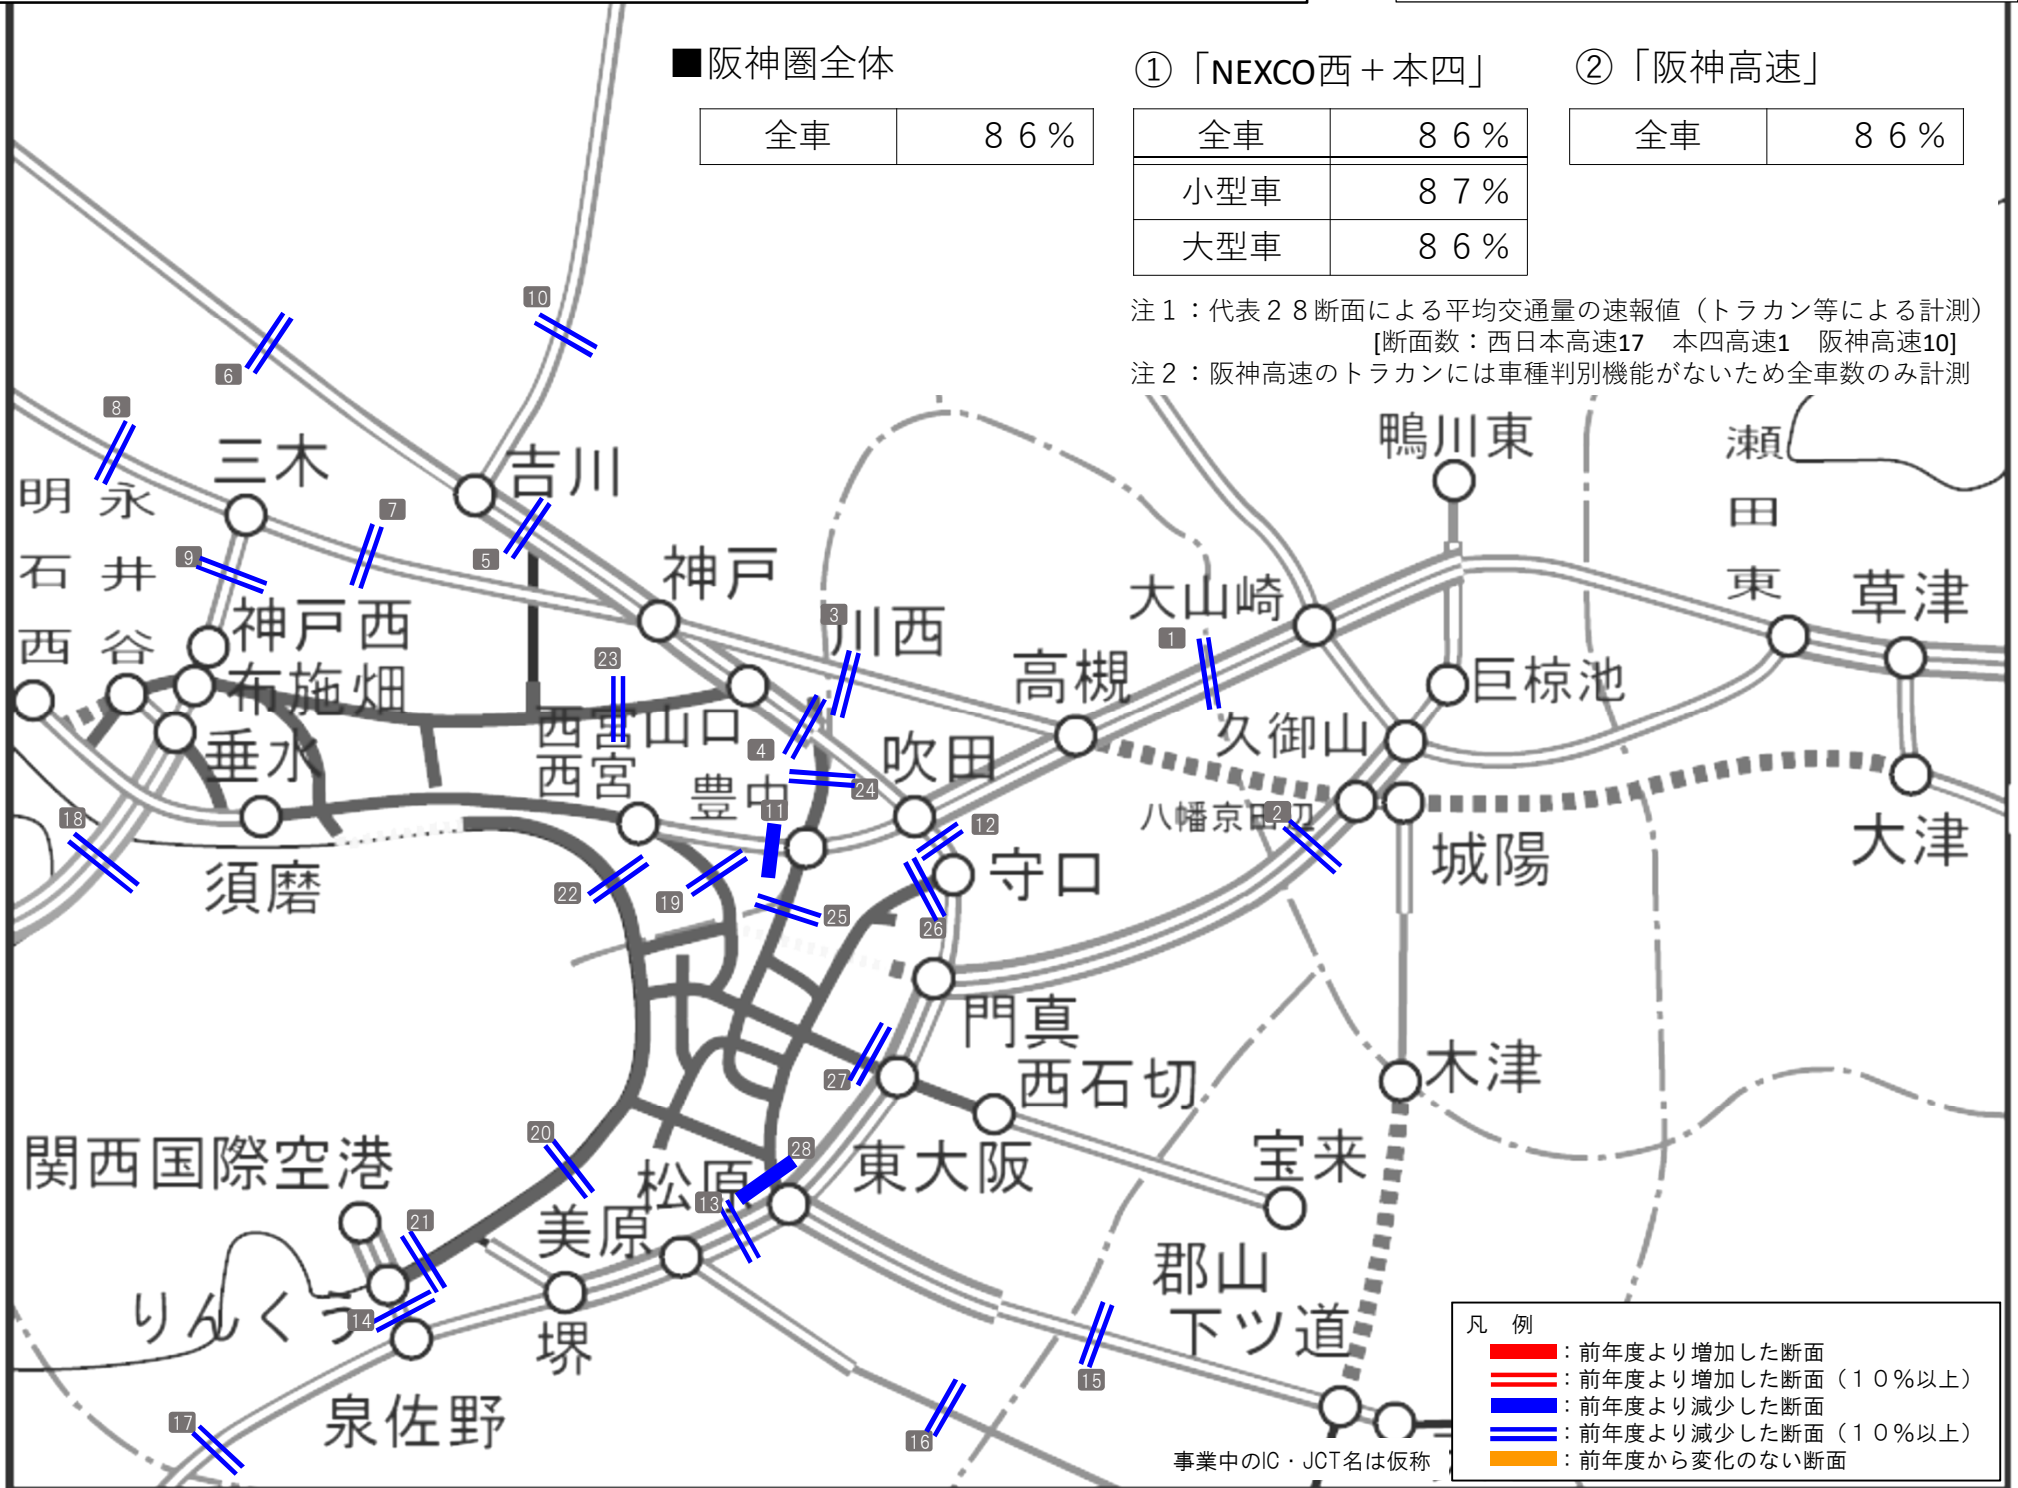 ■阪神圏全体
全車 86%
①「NEXCO西＋本四」
全車 86%
小型車 87%
大型車 86%
②「阪神高速」
全車 86%
注1：代表28断面による平均交通量の速報値（トラカン等による計測）
[断面数：西日本高速17　本四高速1　阪神高速10]
注2：阪神高速のトラカンには車種判別機能がないため全車数のみ計測
10
6
8
三木
吉川
鴨川東
瀬田東
明石西
永井谷
7
5
9
神戸
神戸西
布施畑
3
川西
大山崎
1
草津
23
高槻
巨椋池
垂水
西宮山口
西宮
4
吹田
久御山
豊中
24
11
12
八幡京田辺
2
18
須磨
22
19
25
26
守口
城陽
大津
門真
27
西石切
木津
関西国際空港
20
松原
28
東大阪
宝来
13
21
美原
りんくう
14
堺
郡山
下ツ道
15
泉佐野
17
16
事業中のIC・JCT名は仮称
凡　例
：前年度より増加した断面
：前年度より増加した断面（10％以上）
：前年度より減少した断面
：前年度より減少した断面（10％以上）
：前年度から変化のない断面